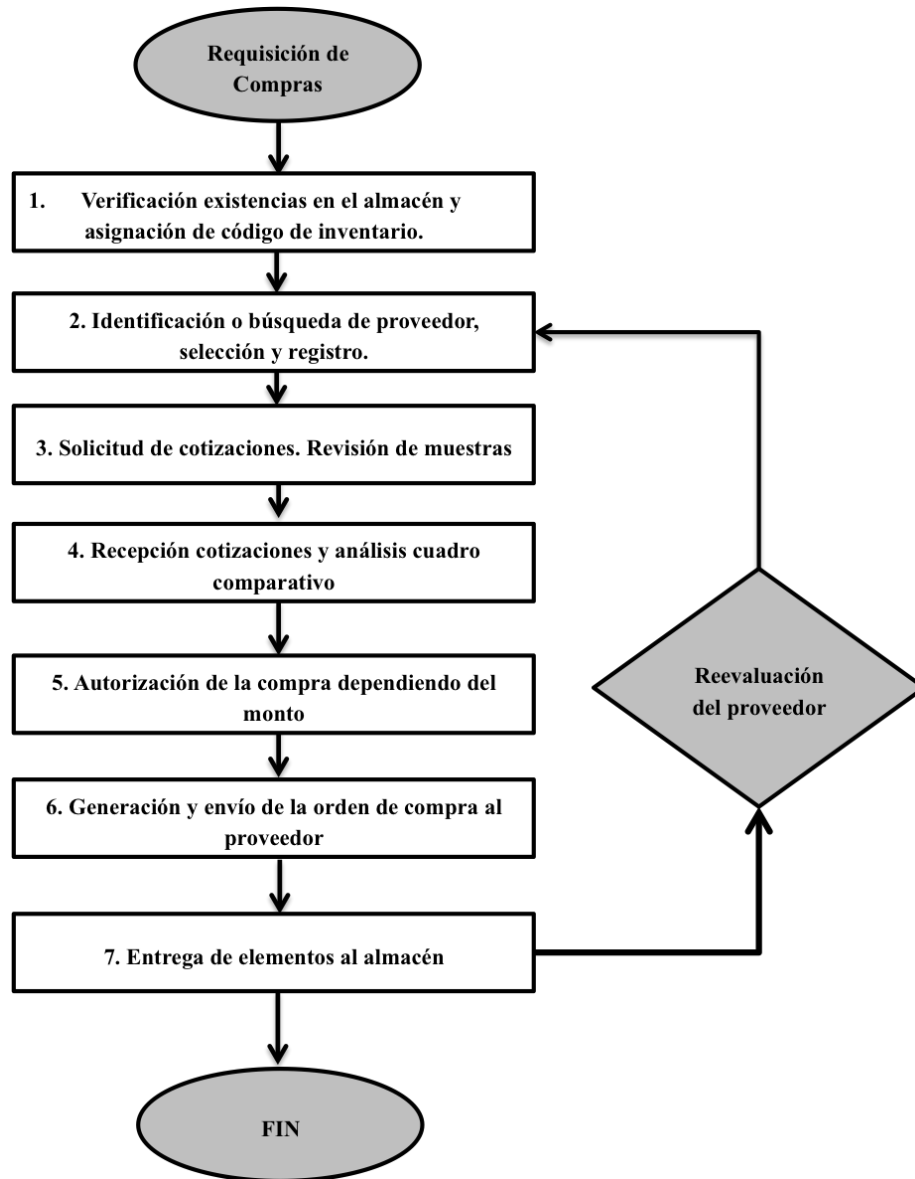 Requisición de
Compras
1. Verificación existencias en el almacén y
asignación de código de inventario.
2. Identificación o búsqueda de proveedor,
selección y registro.
3. Solicitud de cotizaciones. Revisión de muestras
4. Recepción cotizaciones y análisis cuadro
comparativo
5. Autorización de la compra dependiendo del
monto
Reevaluación
del proveedor
6. Generación y envío de la orden de compra al
proveedor
7. Entrega de elementos al almacén
FIN